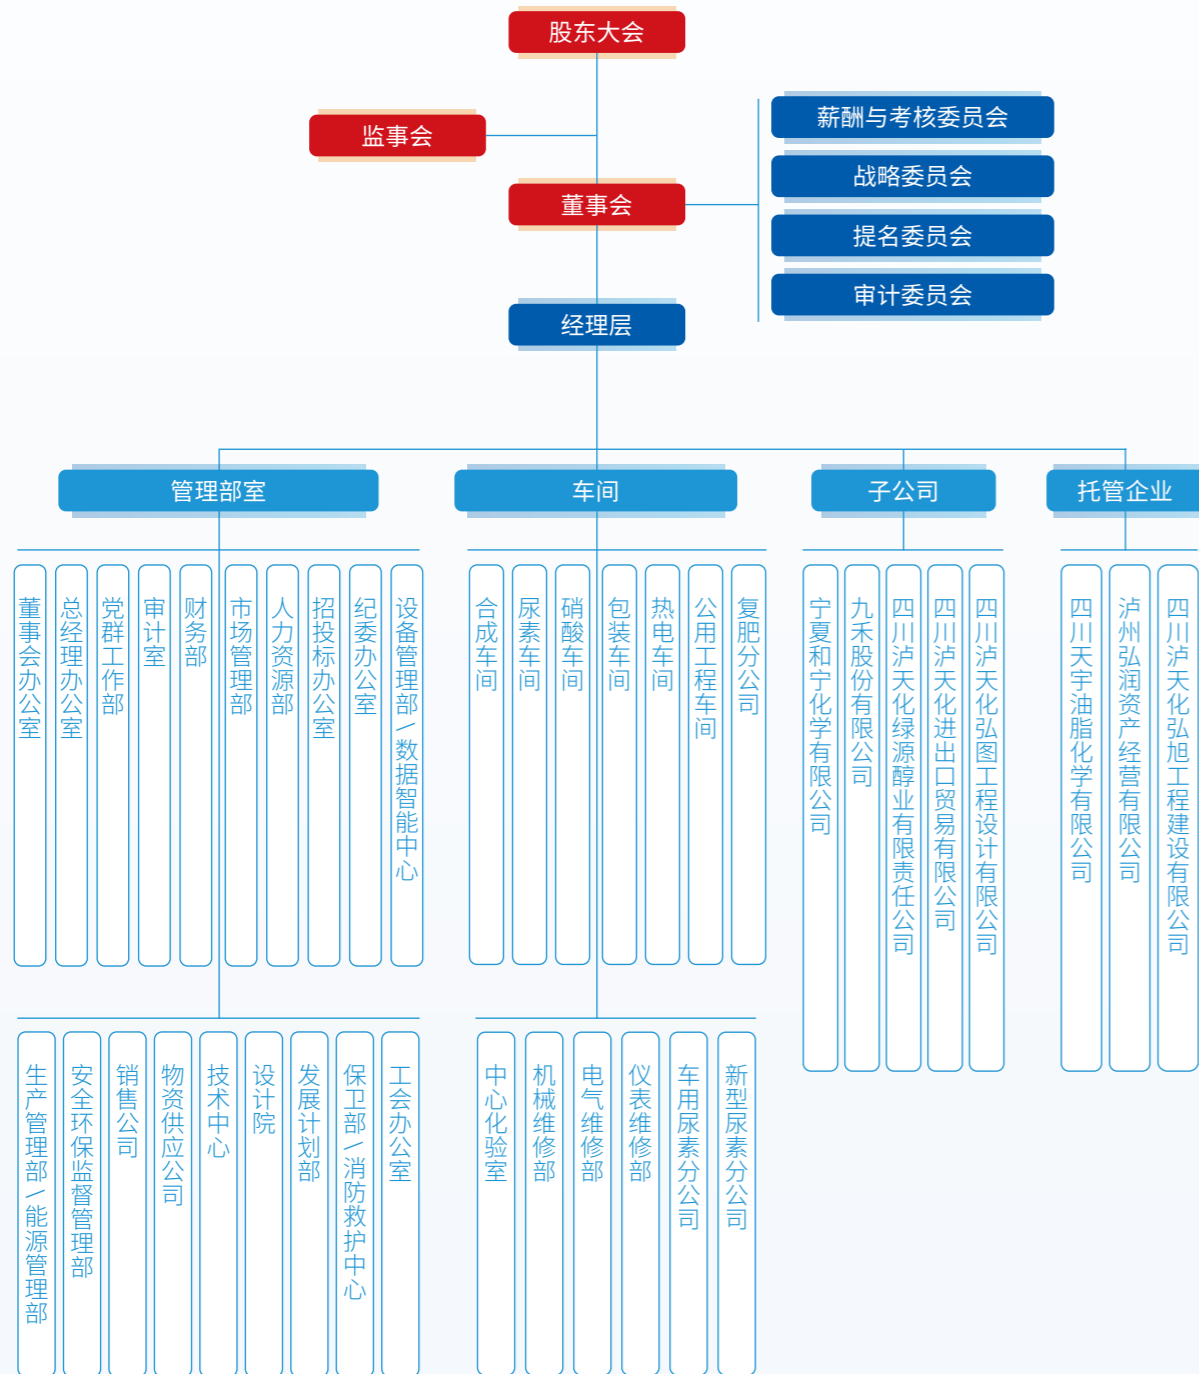 股东大会
监事会
董事会
薪酬与考核委员会
战略委员会
提名委员会
审计委员会
经理层
管理部室
车间
子公司
托管企业
董事会办公室
总经理办公室
党群工作部
审计室
财务部
市场管理部
人力资源部
招投标办公室
纪委办公室
设备管理部\数据智能中心
合成车间
尿素车间
硝酸车间
包装车间
热电车间
公用工程车间
复肥分公司
宁夏和宁化学有限公司
九禾股份有限公司
四川泸天化绿源醇业有限责任公司
四川泸天化进出口贸易有限公司
四川泸天化弘图工程设计有限公司
四川天宇油脂化学有限公司
泸州弘润资产经营有限公司
四川泸天化弘旭工程建设有限公司
生产管理部\能源管理部
安全环保监督管理部
销售公司
物资供应公司
技术中心
设计院
发展计划部
保卫部\消防救护中心
工会办公室
中心化验室
机械维修部
电气维修部
仪表维修部
车用尿素分公司
新型尿素分公司